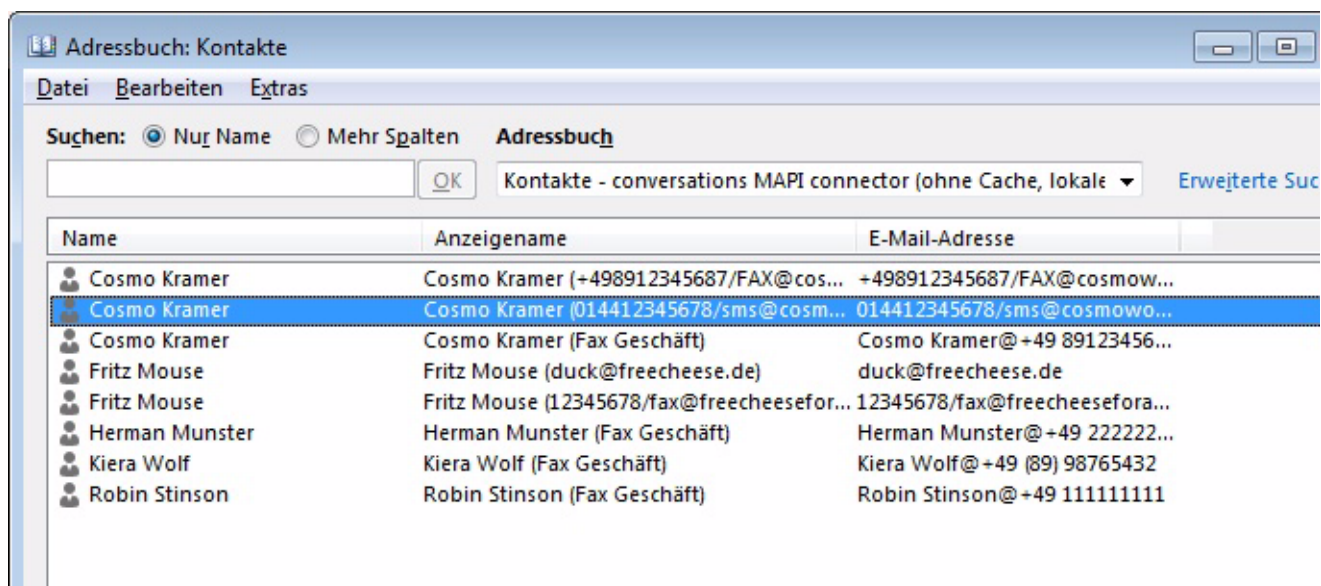 Adressbuch: Kontakte
Datei Bearbeiten Extras
Suchen: Nur Name Mehr Spalten Adressbuch
OK Kontakte - conversations MAPI connector (ohne Cache, lokale Erweiterte Suc
Name Anzeigename E-Mail-Adresse
Cosmo Kramer Cosmo Kramer (+498912345687/FAX@cos... +498912345687/FAX@cosmow...
Cosmo Kramer Cosmo Kramer (014412345678/sms@cosm... 014412345678/sms@cosmowo...
Cosmo Kramer Cosmo Kramer (Fax Geschäft) Cosmo Kramer@+49 89123456...
Fritz Mouse Fritz Mouse (duck@freecheese.de) duck@freecheese.de
Fritz Mouse Fritz Mouse (12345678/fax@freecheesefor... 12345678/fax@freecheesefora...
Herman Munster Herman Munster (Fax Geschäft) Herman Munster@+49 222222...
Kiera Wolf Kiera Wolf (Fax Geschäft) Kiera Wolf@+49 (89) 98765432
Robin Stinson Robin Stinson (Fax Geschäft) Robin Stinson@+49 111111111